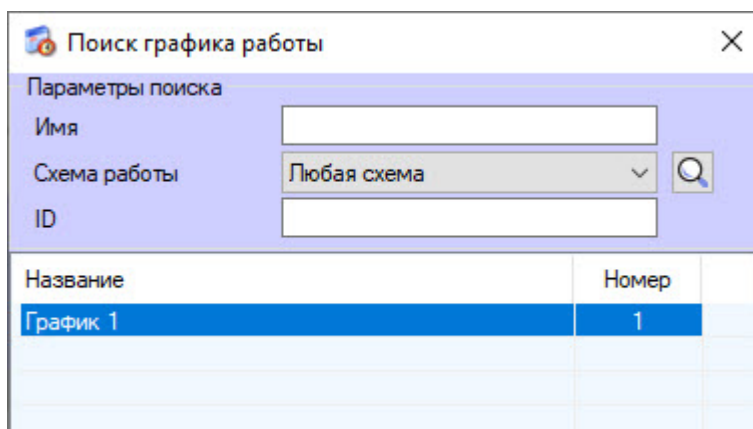 Поиск графика работы
Параметры поиска
Имя
Схема работы Любая схема
ID
Название Номер
График 1 1